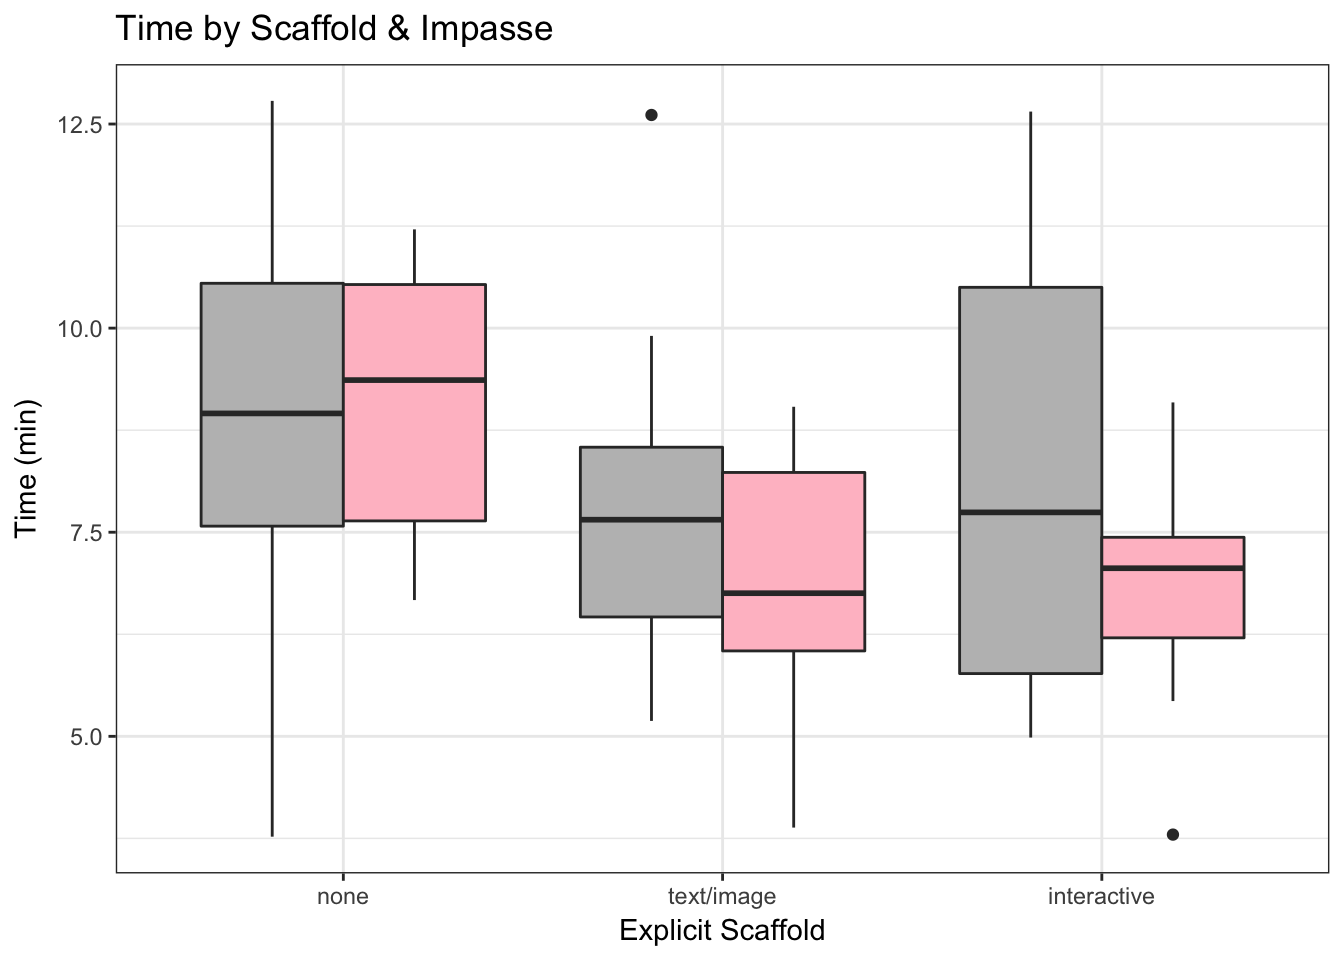 Time by Scaffold & Impasse
Time (min)
12.5
10.0
7.5
5.0
none
text/image
interactive
Explicit Scaffold